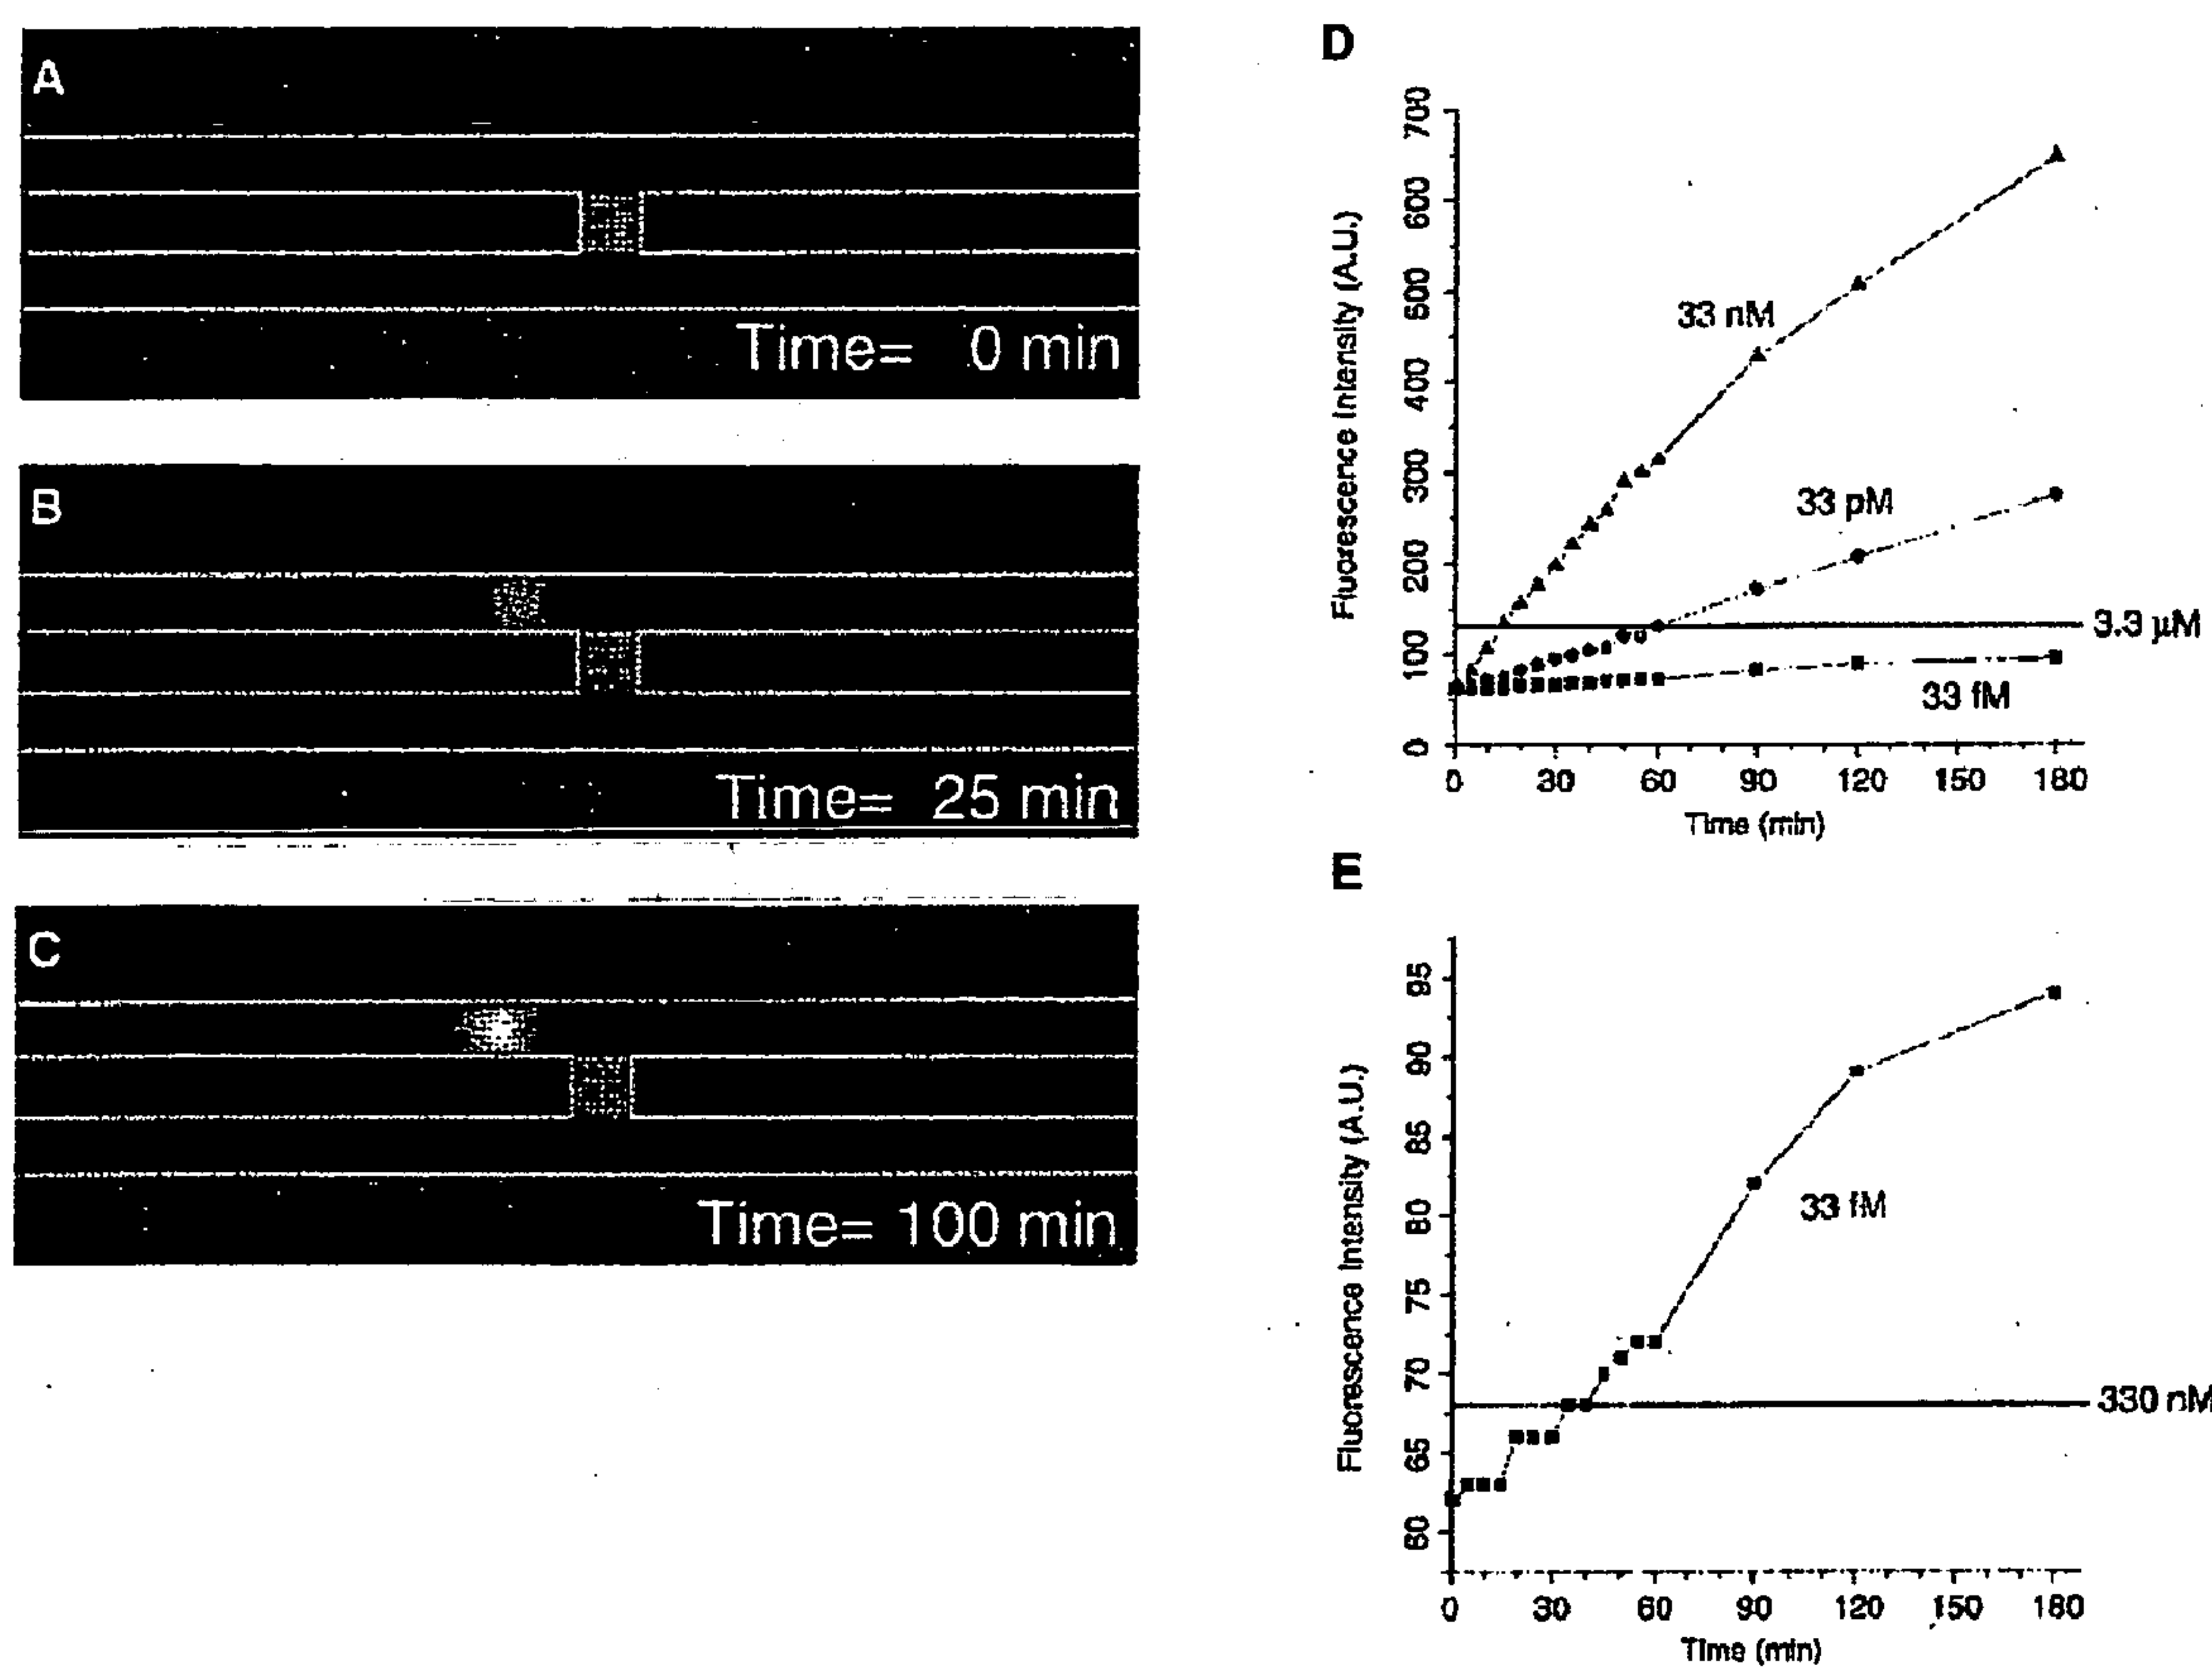 A
Time= 0 min
B
Time= 25 min
C
Time= 100 min
D
Fluorescence Intensity (A.U.)
700
600
500
400
300
200
100
0
33 nM
33 pM
3.3 µM
33 fM
0 30 60 90 120 150 180
Time (min)
E
Fluorescence Intensity (A.U.)
95
90
85
80
75
70
65
60
33 fM
330 nM
0 30 60 90 120 150 180
Time (min)